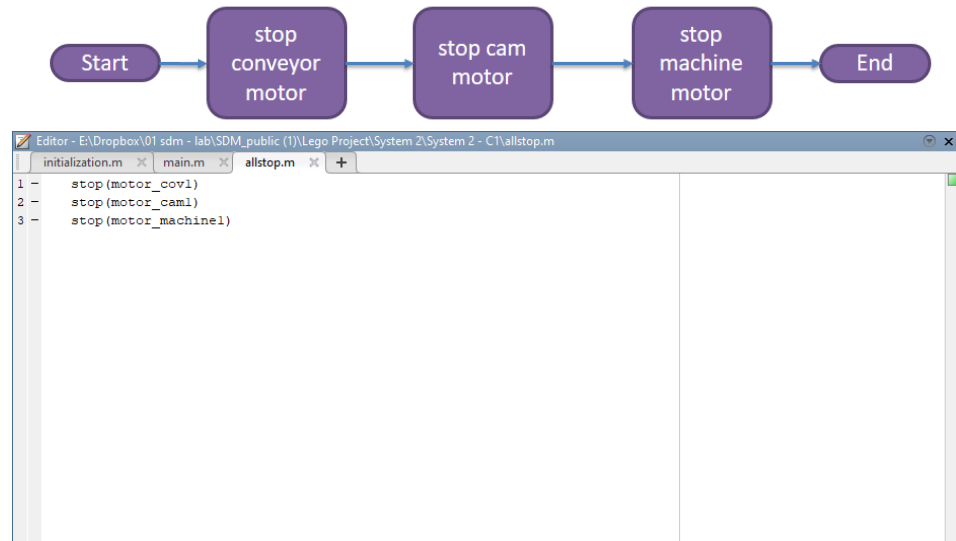 Start
stop
conveyor
motor
stop cam
motor
stop
machine
motor
End
Editor - E:\Dropbox\01 sdm - lab\SDM_public (1)\Lego Project\System 2\System 2 - C1\allstop.m
initialization.m main.m allstop.m
1 - stop(motor_cov1)
2 - stop(motor_cam1)
3 - stop(motor_machine1)